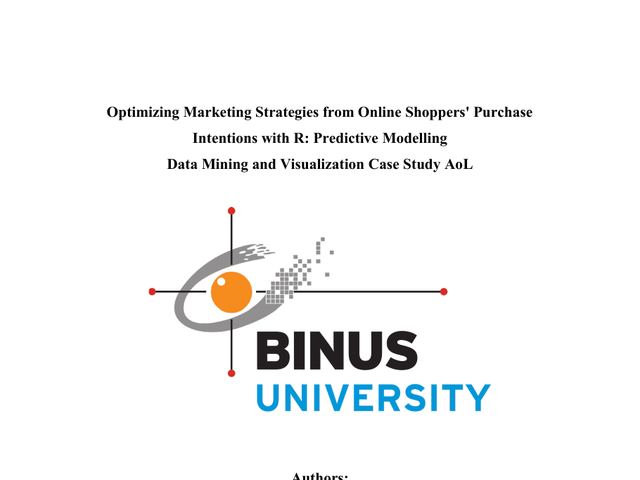 Optimizing Marketing Strategies from Online Shoppers' Purchase
Intentions with R: Predictive Modelling
Data Mining and Visualization Case Study AoL
BINUS
UNIVERSITY
Authors: